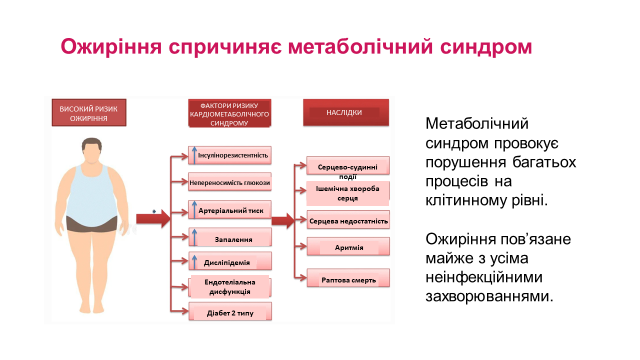 Ожиріння спричиняє метаболічний синдром
ВИСОКИЙ РИЗИК
ОЖИРІННЯ
ФАКТОРИ РИЗИКУ
КАРДІОМЕТАБОЛІЧНОГО
СИНДРОМУ
НАСЛІДКИ
Інсулінорезистентність
Непереносимість глюкози
Артеріальний тиск
Запалення
Дисліпідемія
Ендотеліальна
дисфункція
Діабет 2 типу
Серцево-судинні
події
Ішемічна хвороба
серця
Серцева недостатність
Аритмія
Раптова смерть
Метаболічний
синдром провокує
порушення багатьох
процесів на
клітинному рівні.
Ожиріння пов’язане
майже з усіма
неінфекційними
захворюваннями.